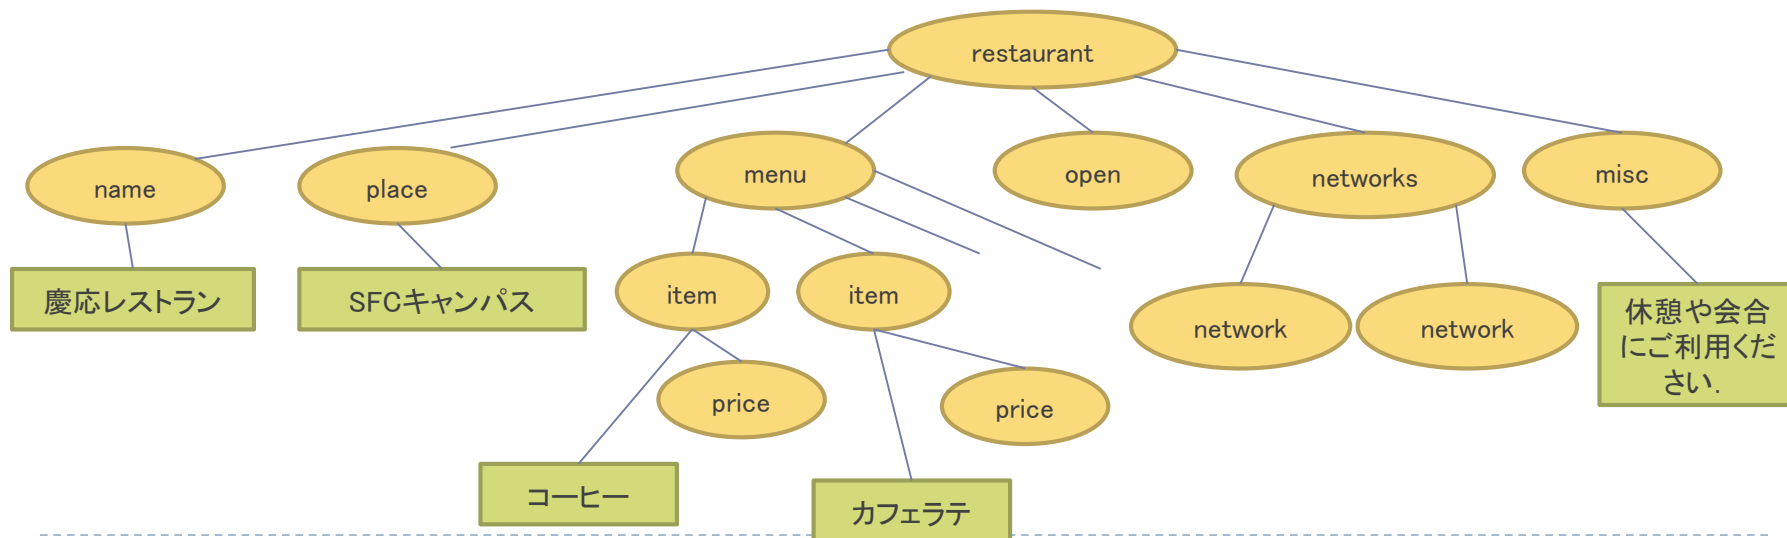 restaurant
name
place
menu
open
networks
misc
慶応レストラン
SFCキャンパス
item
item
network
network
休憩や会合
にご利用くだ
さい.
price
price
コーヒー
カフェラテ